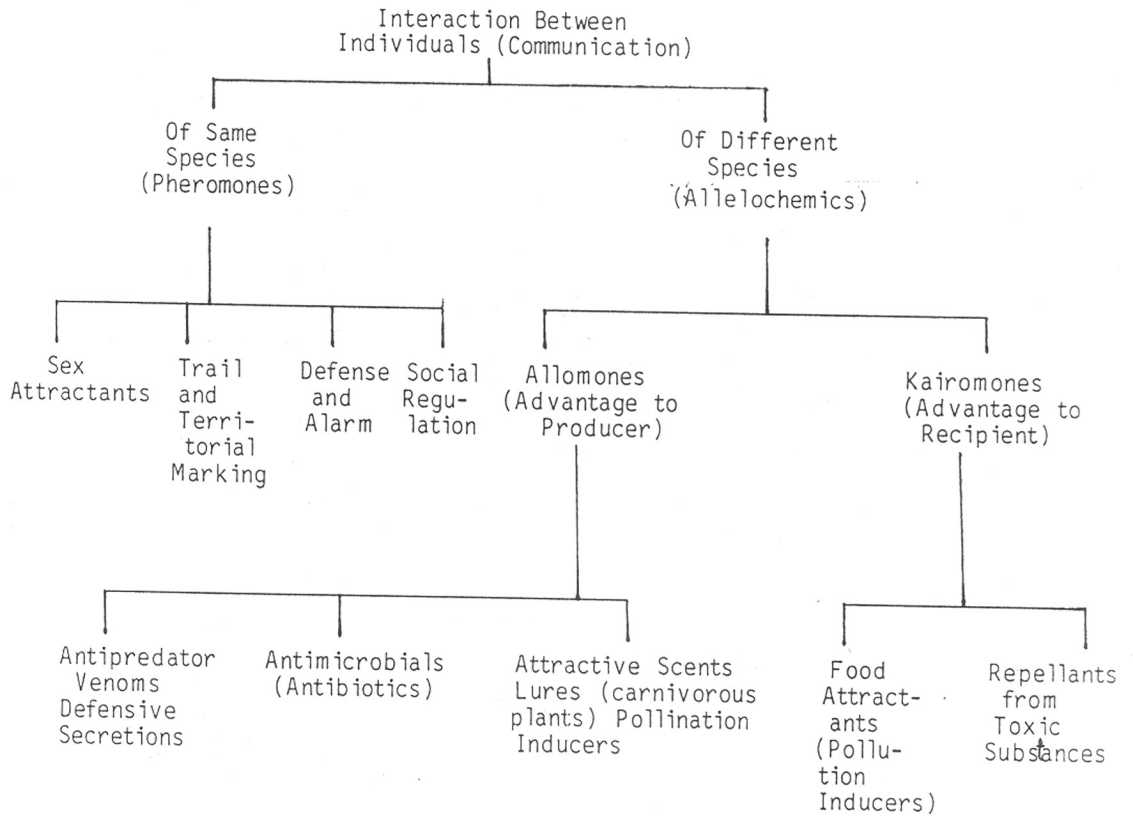 Interaction Between
Individuals (Communication)
Of Same
Species
(Pheromones)
Of Different
Species
(Allelochemics)
Sex
Attractants
Trail
and
Terri-
torial
Marking
Defense
and
Alarm
Social
Regu-
lation
Allomones
(Advantage to
Producer)
Kairomones
(Advantage to
Recipient)
Antipredator
Venoms
Defensive
Secretions
Antimicrobials
(Antibiotics)
Attractive Scents
Lures (carnivorous
plants) Pollination
Inducers
Food
Attract-
ants
(Pollu-
tion
Inducers)
Repellants
from
Toxic
Substances